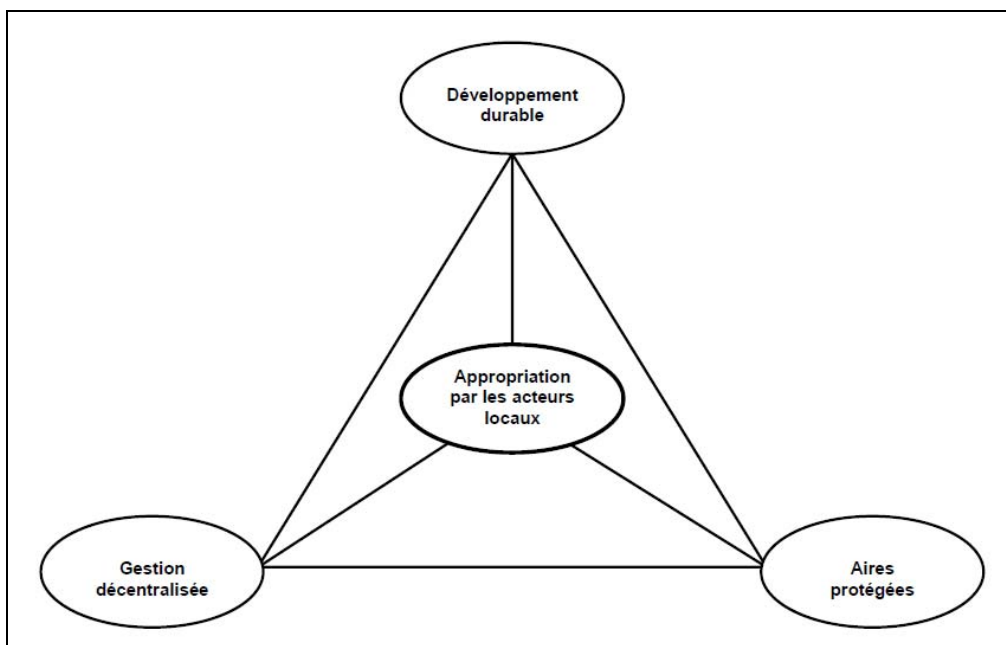 Développement
durable
Appropriation
par les acteurs
locaux
Gestion
décentralisée
Aires
protégées